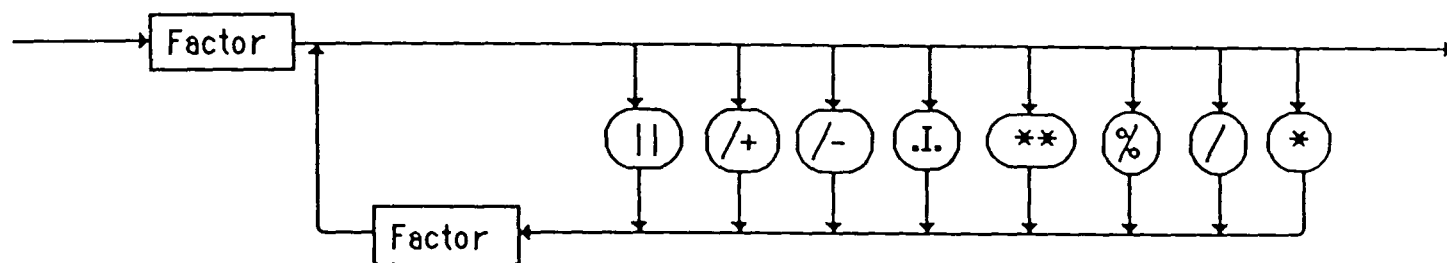 Factor
|| /+ /- .I. ** % / *
Factor